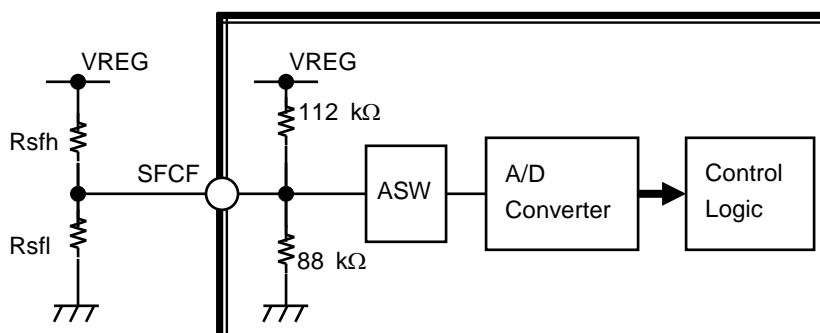 VREG
VREG
Rsfh
112 kΩ
SFCF
ASW
A/D
Converter
Control
Logic
Rsfl
88 kΩ